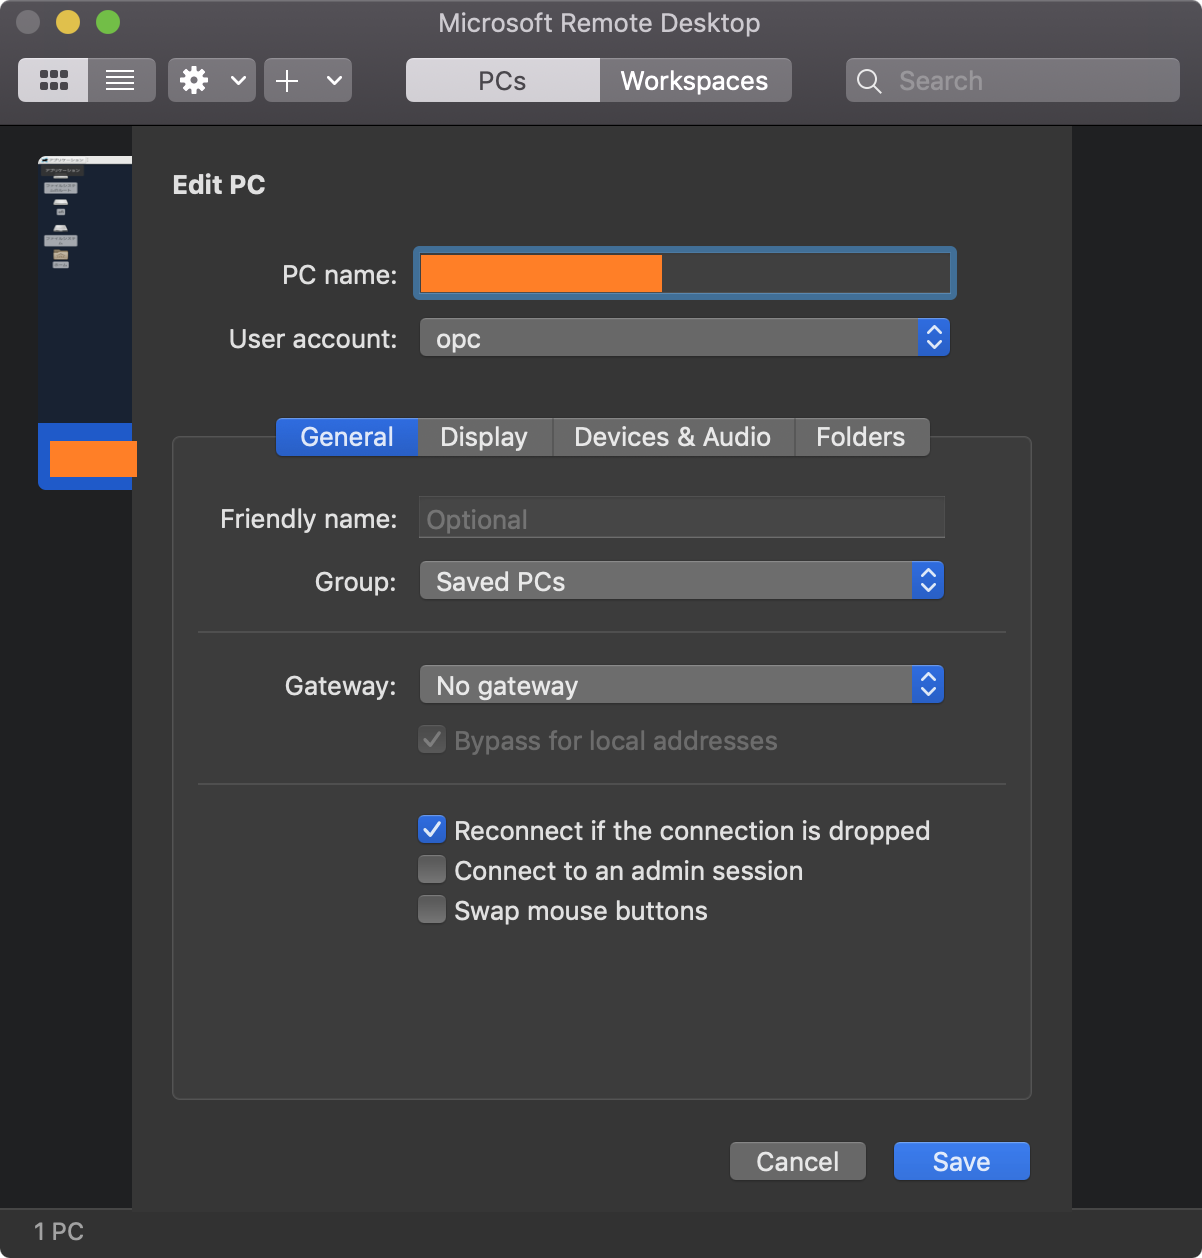 Microsoft Remote Desktop
PCs
Workspaces
Search
Edit PC
PC name:
User account:
opc
General
Display
Devices & Audio
Folders
Friendly name:
Optional
Group:
Saved PCs
Gateway:
No gateway
Bypass for local addresses
Reconnect if the connection is dropped
Connect to an admin session
Swap mouse buttons
Cancel
Save
1 PC